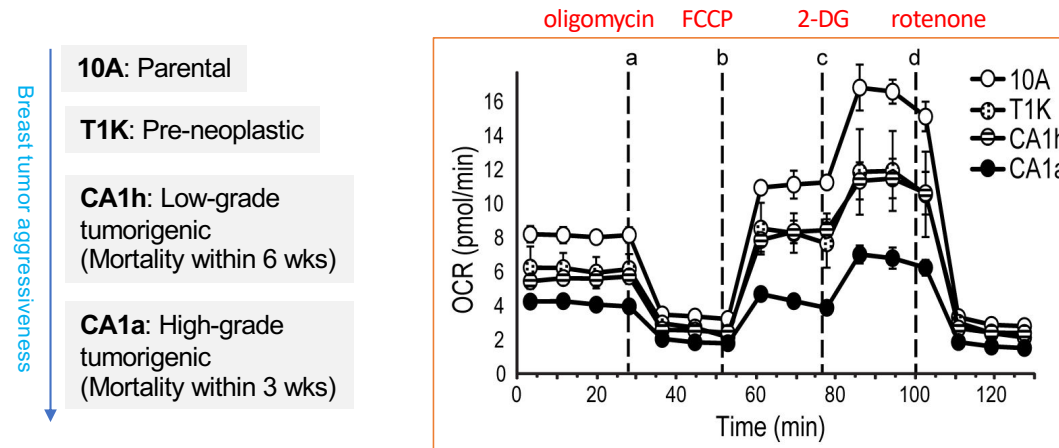 Breast tumor aggressiveness
10A: Parental
T1K: Pre-neoplastic
CA1h: Low-grade
tumorigenic
(Mortality within 6 wks)
CA1a: High-grade
tumorigenic
(Mortality within 3 wks)
oligomycin FCCP 2-DG rotenone
a b c d
10A
T1K
CA1h
CA1a
OCR (pmol/min)
16
14
12
10
8
6
4
2
0
0 20 40 60 80 100 120
Time (min)